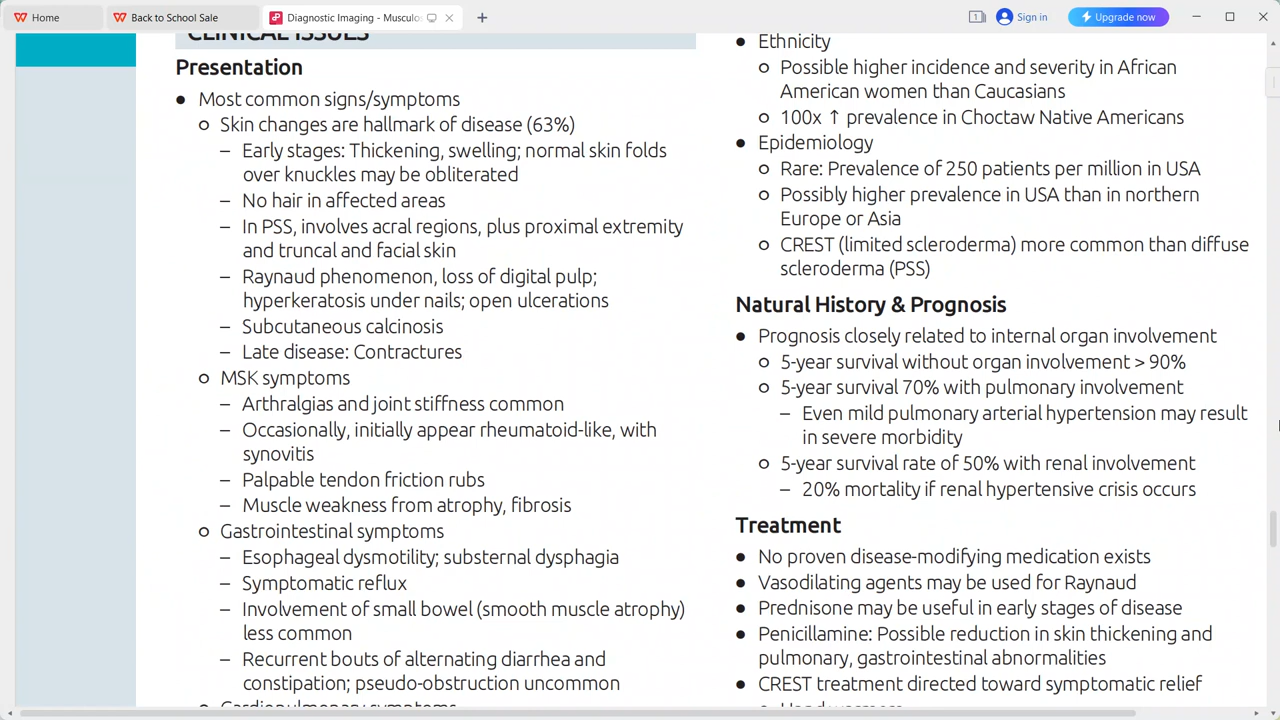 Home
Back to School Sale
Diagnostic Imaging - Musculo
1
Sign in
Upgrade now
CLINICAL ISSUES
Presentation
● Most common signs/symptoms
○ Skin changes are hallmark of disease (63%)
– Early stages: Thickening, swelling; normal skin folds
over knuckles may be obliterated
– No hair in affected areas
– In PSS, involves acral regions, plus proximal extremity
and truncal and facial skin
– Raynaud phenomenon, loss of digital pulp;
hyperkeratosis under nails; open ulcerations
– Subcutaneous calcinosis
– Late disease: Contractures
○ MSK symptoms
– Arthralgias and joint stiffness common
– Occasionally, initially appear rheumatoid-like, with
synovitis
– Palpable tendon friction rubs
– Muscle weakness from atrophy, fibrosis
○ Gastrointestinal symptoms
– Esophageal dysmotility; substernal dysphagia
– Symptomatic reflux
– Involvement of small bowel (smooth muscle atrophy)
less common
– Recurrent bouts of alternating diarrhea and
constipation; pseudo-obstruction uncommon
○ Cardiopulmonary symptoms
● Ethnicity
○ Possible higher incidence and severity in African
American women than Caucasians
○ 100x ↑ prevalence in Choctaw Native Americans
● Epidemiology
○ Rare: Prevalence of 250 patients per million in USA
○ Possibly higher prevalence in USA than in northern
Europe or Asia
○ CREST (limited scleroderma) more common than diffuse
scleroderma (PSS)
Natural History & Prognosis
● Prognosis closely related to internal organ involvement
○ 5-year survival without organ involvement > 90%
○ 5-year survival 70% with pulmonary involvement
– Even mild pulmonary arterial hypertension may result
in severe morbidity
○ 5-year survival rate of 50% with renal involvement
– 20% mortality if renal hypertensive crisis occurs
Treatment
● No proven disease-modifying medication exists
● Vasodilating agents may be used for Raynaud
● Prednisone may be useful in early stages of disease
● Penicillamine: Possible reduction in skin thickening and
pulmonary, gastrointestinal abnormalities
● CREST treatment directed toward symptomatic relief
○ Hand warmers